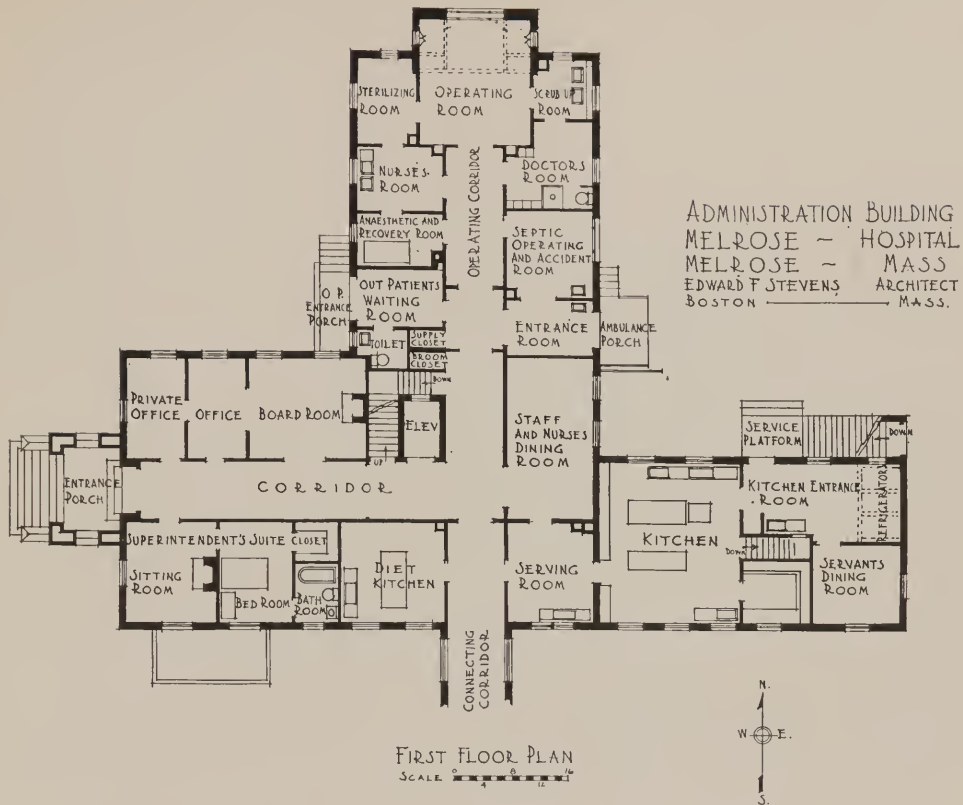 STERILIZING
ROOM
OPERATING
ROOM
SCRUB UP
ROOM
NURSE'S
ROOM
OPERATING CORRIDOR
DOCTORS
ROOM
ANAESTHETIC AND
RECOVERY ROOM
SEPTIC
OPERATING
AND ACCIDENT
ROOM
ADMINISTRATION BUILDING
MELROSE ~ HOSPITAL
MELROSE ~ MASS
EDWARD F STEVENS ARCHITECT
BOSTON MASS.
O.P.
ENTRANCE
PORCH
OUT PATIENTS
WAITING
ROOM
TOILET
SUPPLY
CLOSET
BROOM
CLOSET
ENTRANCE
ROOM
AMBULANCE
PORCH
DOWN
PRIVATE
OFFICE
OFFICE
BOARD ROOM
ELEV
UP
STAFF
AND NURSES
DINING
ROOM
SERVICE
PLATFORM
DOWN
ENTRANCE
PORCH
CORRIDOR
KITCHEN ENTRANCE
ROOM
REFRIGERATOR
SUPERINTENDENT'S SUITE
CLOSET
SITTING
ROOM
BED ROOM
BATH
ROOM
DIET
KITCHEN
SERVING
ROOM
KITCHEN
DOWN
SERVANTS
DINING
ROOM
CONNECTING
CORRIDOR
FIRST FLOOR PLAN
SCALE 0 4 8 12 16
N.
W E.
S.